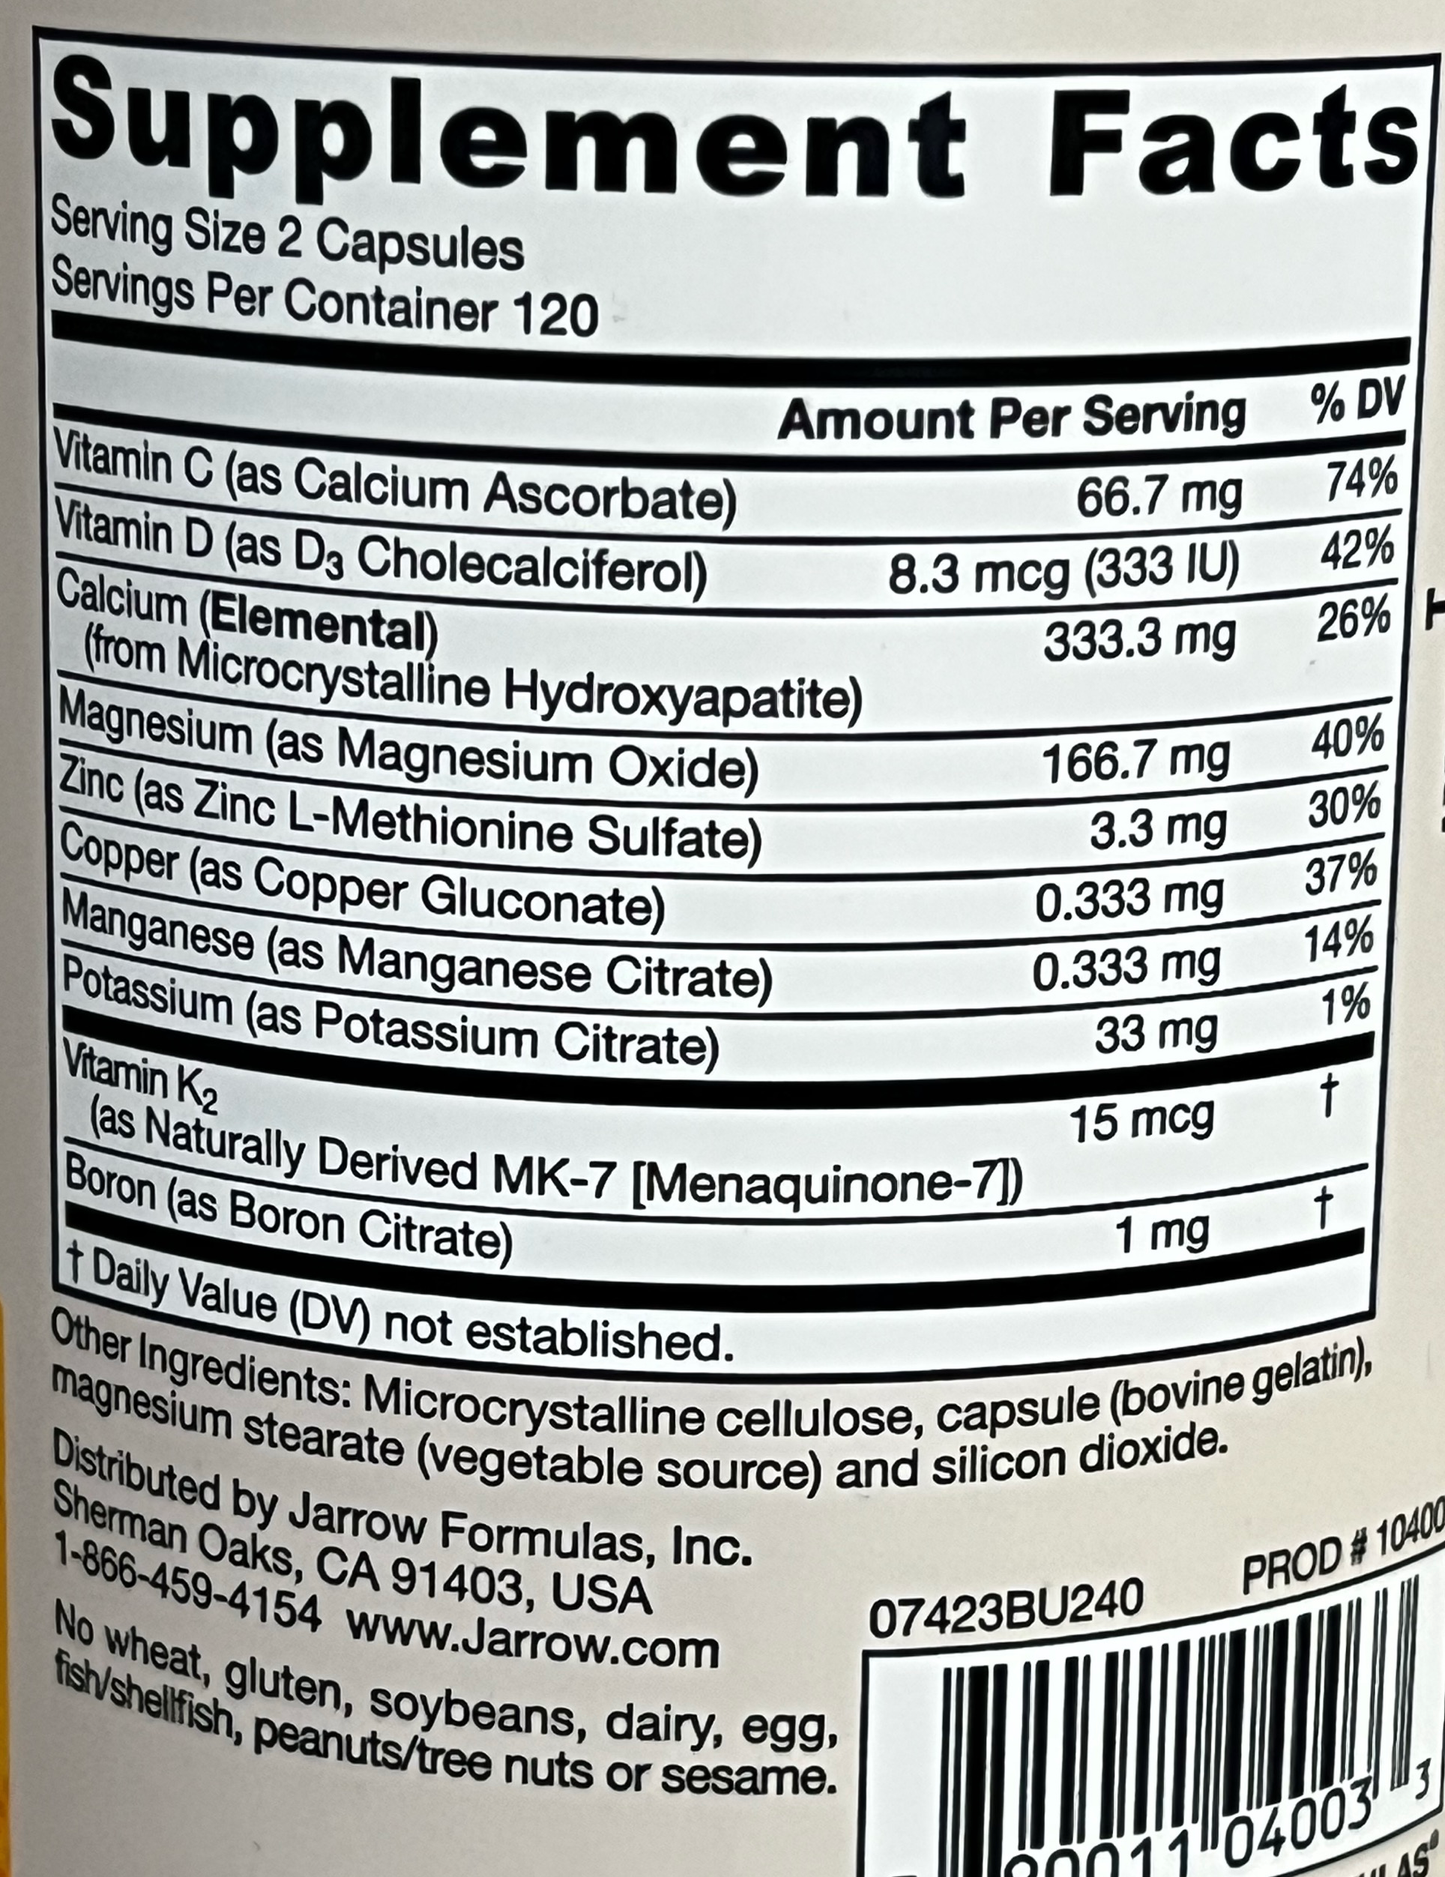 Supplement Facts
Serving Size 2 Capsules
Servings Per Container 120
Amount Per Serving % DV
Vitamin C (as Calcium Ascorbate) 66.7 mg 74%
Vitamin D (as D₃ Cholecalciferol) 8.3 mcg (333 IU) 42%
Calcium (Elemental) 333.3 mg 26%
(from Microcrystalline Hydroxyapatite)
Magnesium (as Magnesium Oxide) 166.7 mg 40%
Zinc (as Zinc L-Methionine Sulfate) 3.3 mg 30%
Copper (as Copper Gluconate) 0.333 mg 37%
Manganese (as Manganese Citrate) 0.333 mg 14%
Potassium (as Potassium Citrate) 33 mg 1%
Vitamin K₂ 15 mcg †
(as Naturally Derived MK-7 [Menaquinone-7])
Boron (as Boron Citrate) 1 mg †
† Daily Value (DV) not established.
Other Ingredients: Microcrystalline cellulose, capsule (bovine gelatin),
magnesium stearate (vegetable source) and silicon dioxide.
Distributed by Jarrow Formulas, Inc.
Sherman Oaks, CA 91403, USA
1-866-459-4154 www.Jarrow.com
No wheat, gluten, soybeans, dairy, egg,
fish/shellfish, peanuts/tree nuts or sesame.
07423BU240 PROD # 10400
90011 04003 3